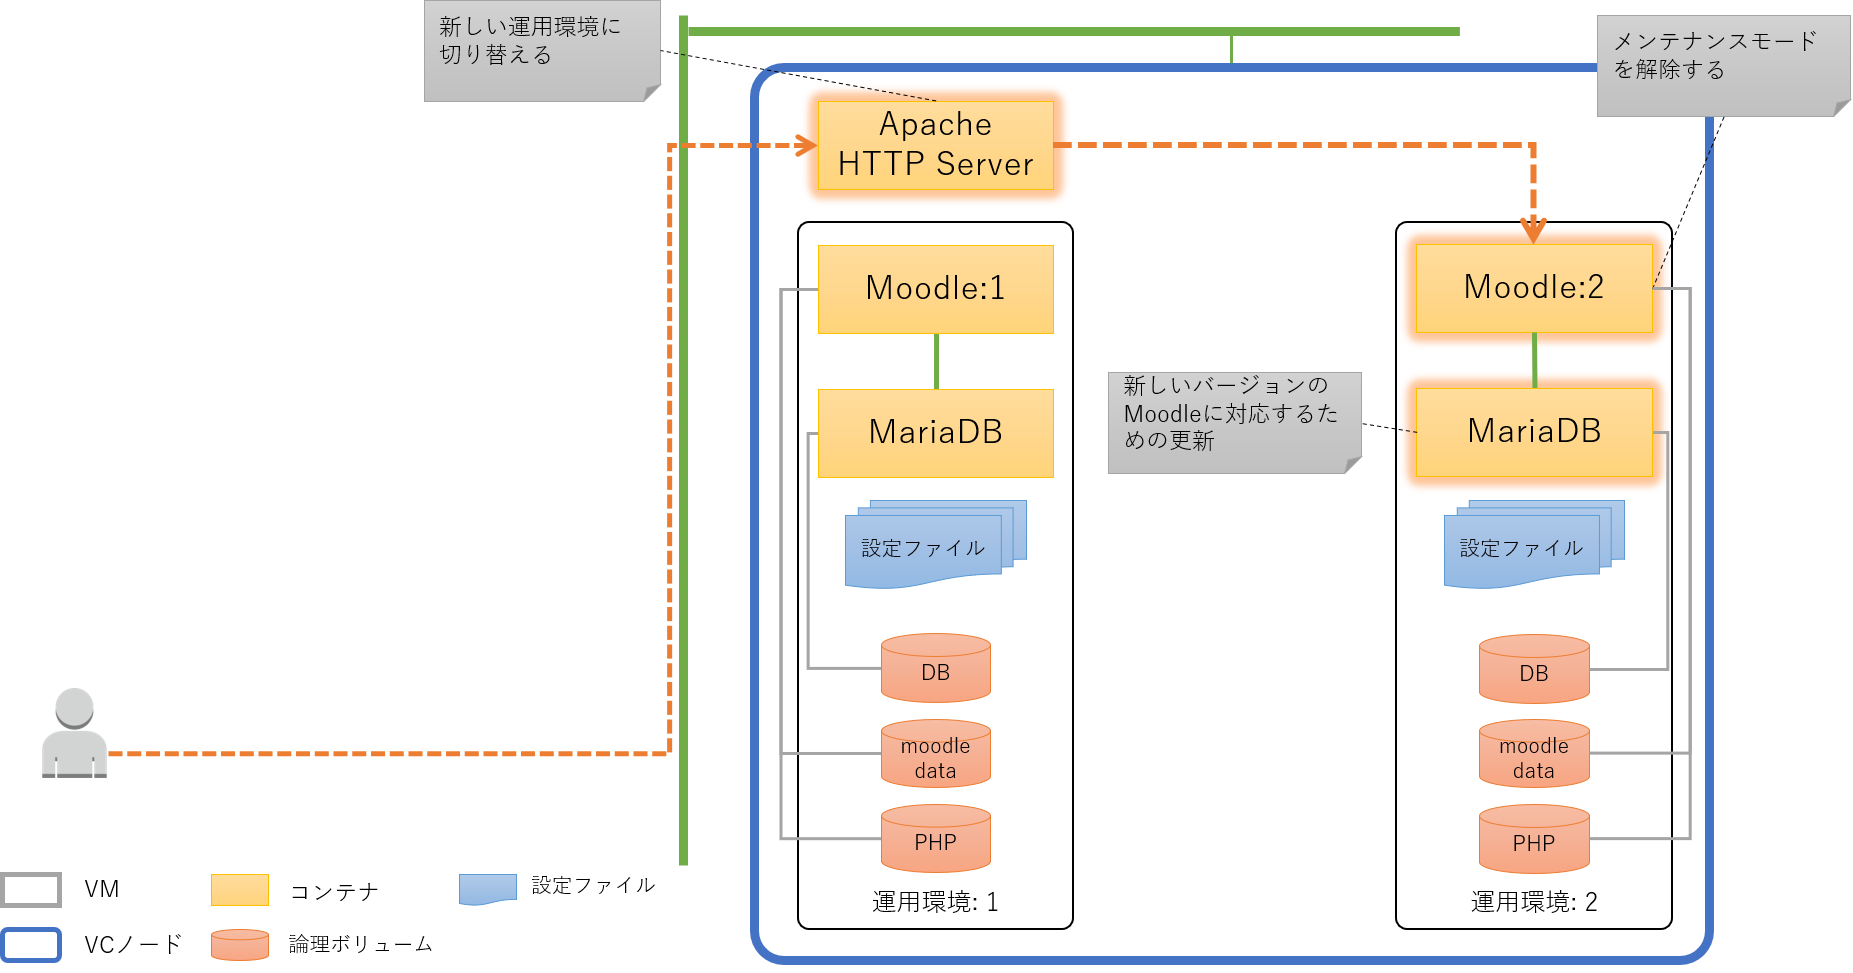 新しい運用環境に
切り替える
メンテナンスモード
を解除する
Apache
HTTP Server
Moodle:1
Moodle:2
新しいバージョンの
Moodleに対応するた
めの更新
MariaDB
MariaDB
設定ファイル
設定ファイル
DB
DB
moodle
data
moodle
data
PHP
PHP
運用環境: 1
運用環境: 2
VM
コンテナ
設定ファイル
VCノード
論理ボリューム